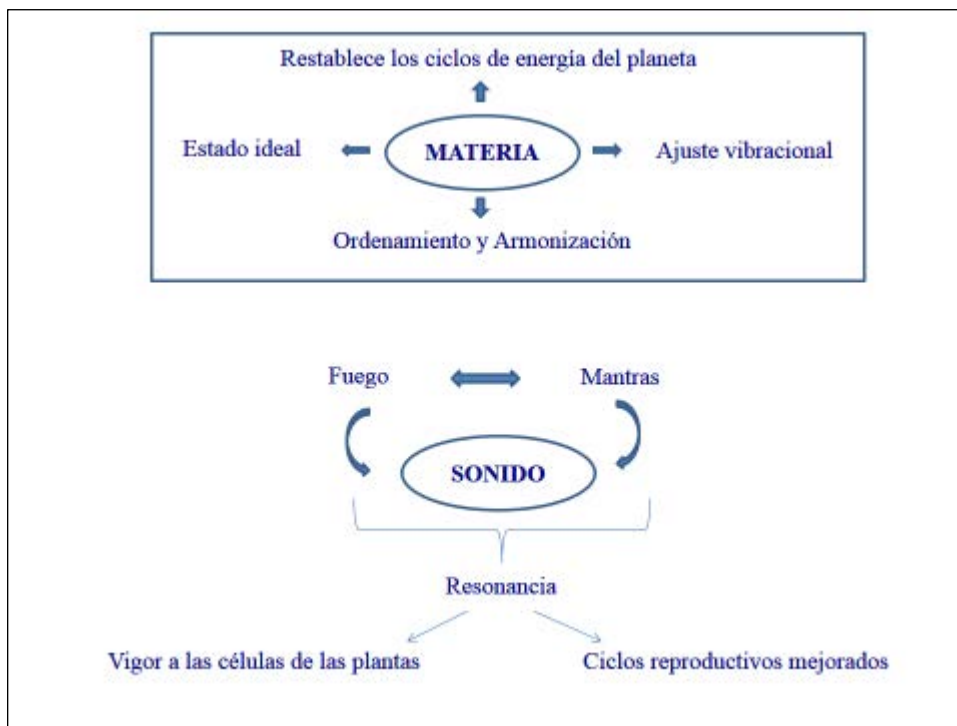 Restablece los ciclos de energía del planeta
Estado ideal
MATERIA
Ajuste vibracional
Ordenamiento y Armonización
Fuego
Mantras
SONIDO
Resonancia
Vigor a las células de las plantas
Ciclos reproductivos mejorados